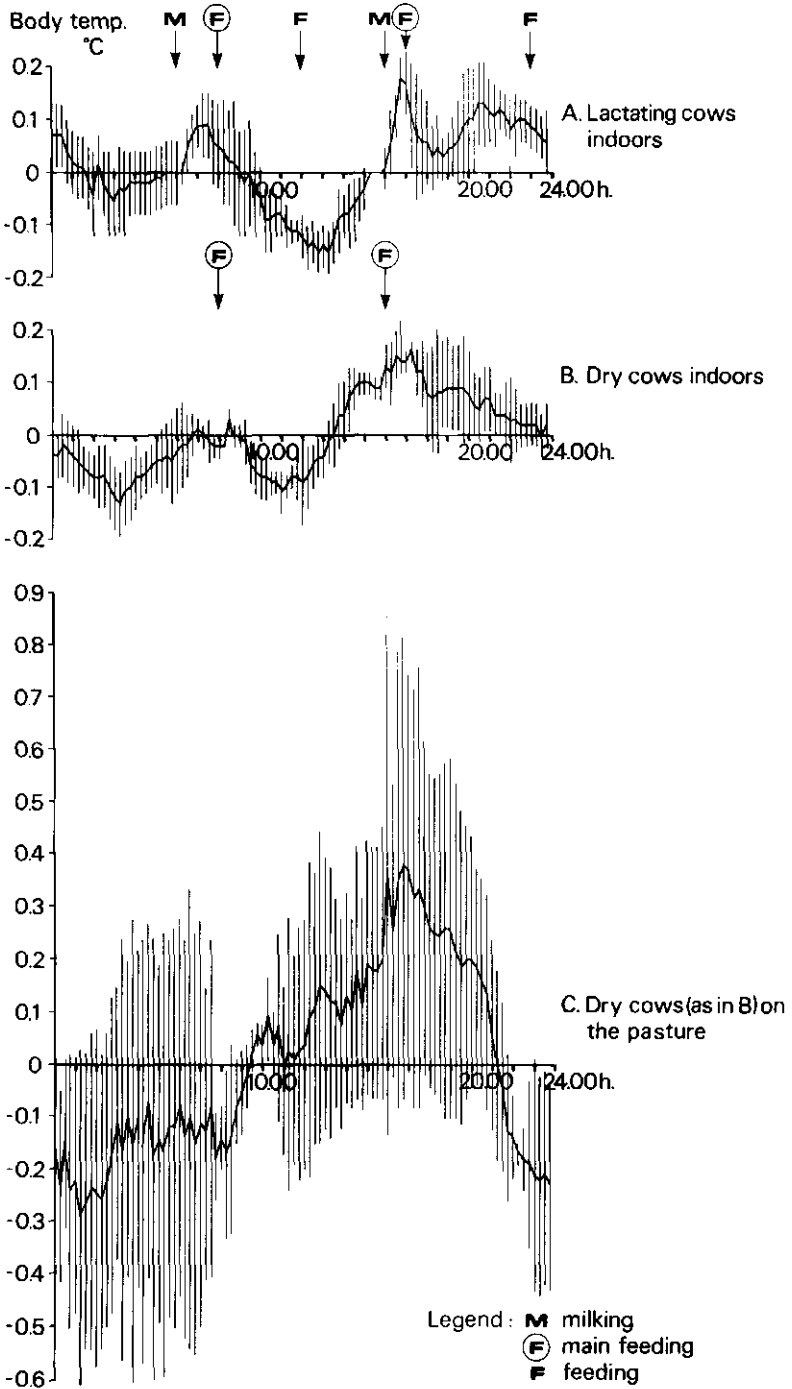 Body temp.
°C
M F F M F F
0.2
0.1
0
-0.1
-0.2
10.00 20.00 24.00h.
A. Lactating cows
indoors
F F
0.2
0.1
0
-0.1
-0.2
10.00 20.00 24.00h.
B. Dry cows indoors
0.9
0.8
0.7
0.6
0.5
0.4
0.3
0.2
0.1
0
-0.1
-0.2
-0.3
-0.4
-0.5
-0.6
10.00 20.00 24.00h.
C. Dry cows (as in B) on
the pasture
Legend : M milking
F main feeding
F feeding